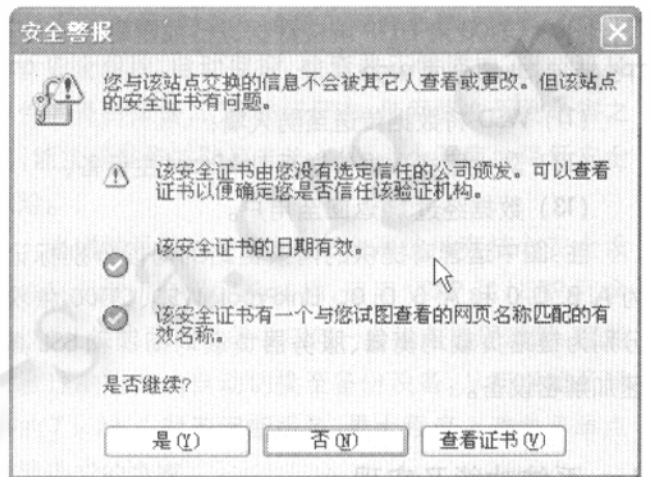 安全警报
您与该站点交换的信息不会被其它人查看或更改。但该站点
的安全证书有问题。
该安全证书由您没有选定信任的公司颁发。可以查看
证书以便确定您是否信任该验证机构。
该安全证书的日期有效。
该安全证书有一个与您试图查看的网页名称匹配的有
效名称。
是否继续?
是(Y)
否(N)
查看证书(V)